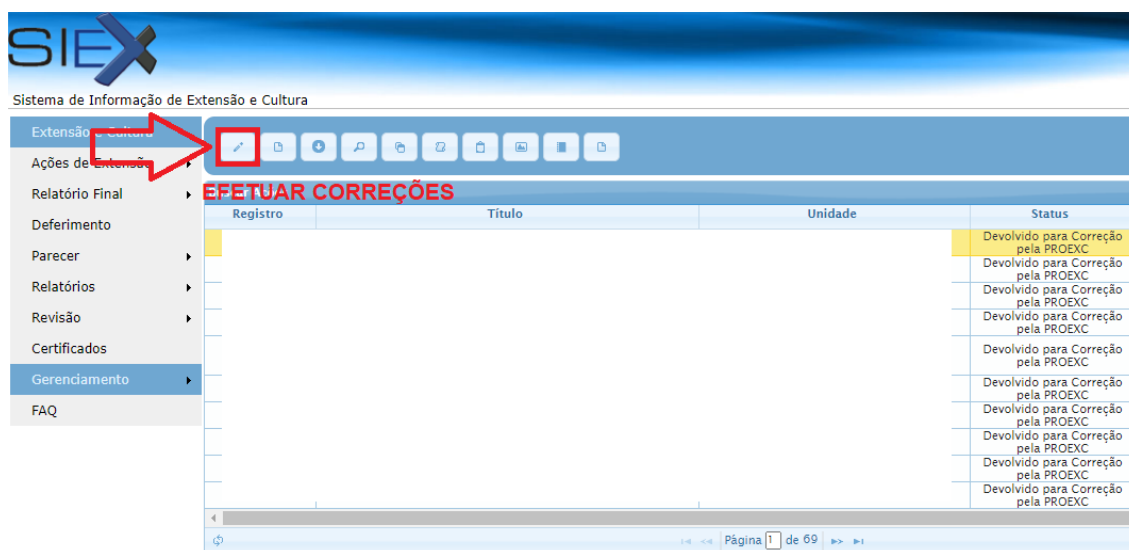 SIEX
Sistema de Informação de Extensão e Cultura
Extensão e Cultura
Ações de Extensão
Relatório Final
Deferimento
Parecer
Relatórios
Revisão
Certificados
Gerenciamento
FAQ
EFETUAR CORREÇÕES
Registro Título Unidade Status
Devolvido para Correção
pela PROEXC
Devolvido para Correção
pela PROEXC
Devolvido para Correção
pela PROEXC
Devolvido para Correção
pela PROEXC
Devolvido para Correção
pela PROEXC
Devolvido para Correção
pela PROEXC
Devolvido para Correção
pela PROEXC
Devolvido para Correção
pela PROEXC
Devolvido para Correção
pela PROEXC
Devolvido para Correção
pela PROEXC
Página 1 de 69